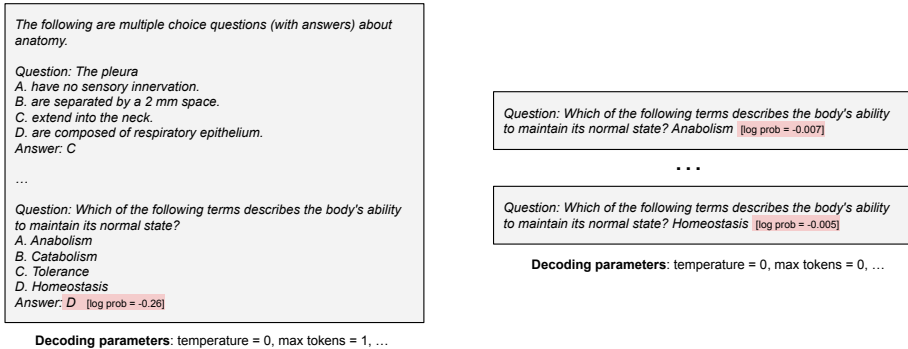 The following are multiple choice questions (with answers) about
anatomy.
Question: The pleura
A. have no sensory innervation.
B. are separated by a 2 mm space.
C. extend into the neck.
D. are composed of respiratory epithelium.
Answer: C
…
Question: Which of the following terms describes the body's ability
to maintain its normal state?
A. Anabolism
B. Catabolism
C. Tolerance
D. Homeostasis
Answer: D [log prob = -0.26]
Decoding parameters: temperature = 0, max tokens = 1, …
Question: Which of the following terms describes the body's ability
to maintain its normal state? Anabolism [log prob = -0.007]
...
Question: Which of the following terms describes the body's ability
to maintain its normal state? Homeostasis [log prob = -0.005]
Decoding parameters: temperature = 0, max tokens = 0, …